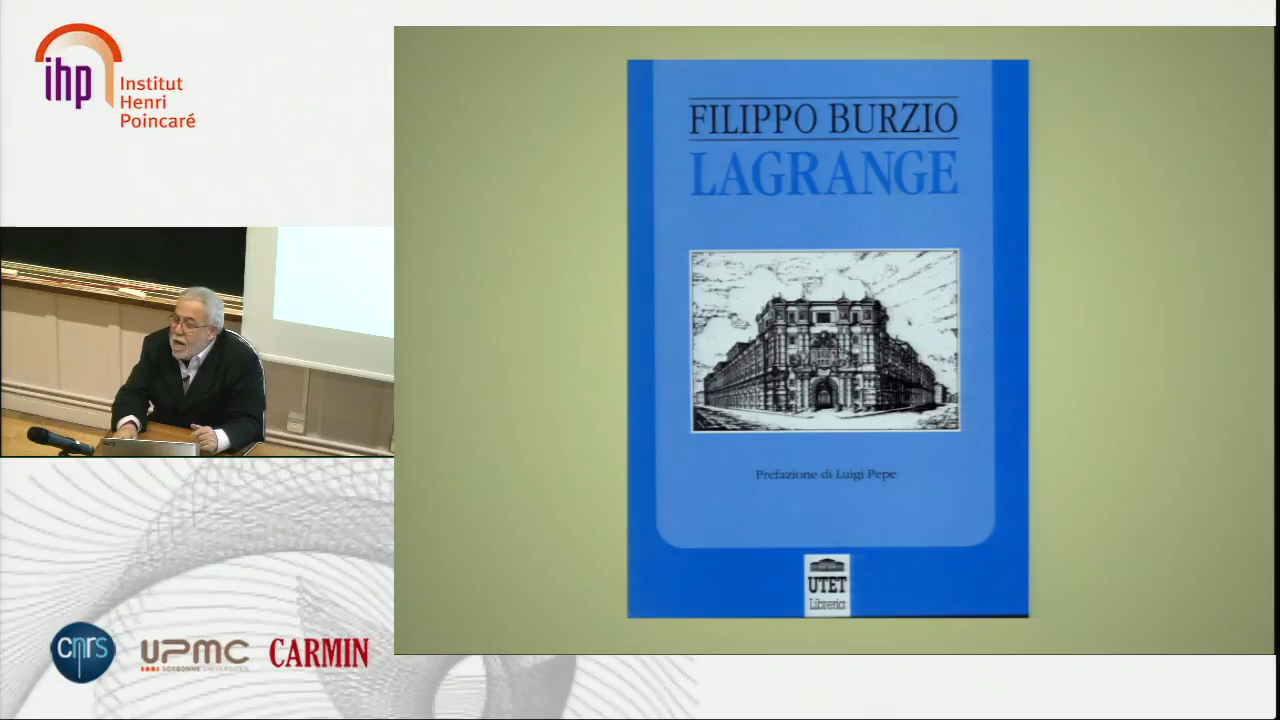 ihp
Institut
Henri
Poincaré
FILIPPO BURZIO
LAGRANGE
Prefazione di Luigi Pepe
UTET
Libreria
cnrs
UPMC
SORBONNE UNIVERSITÉS
CARMIN